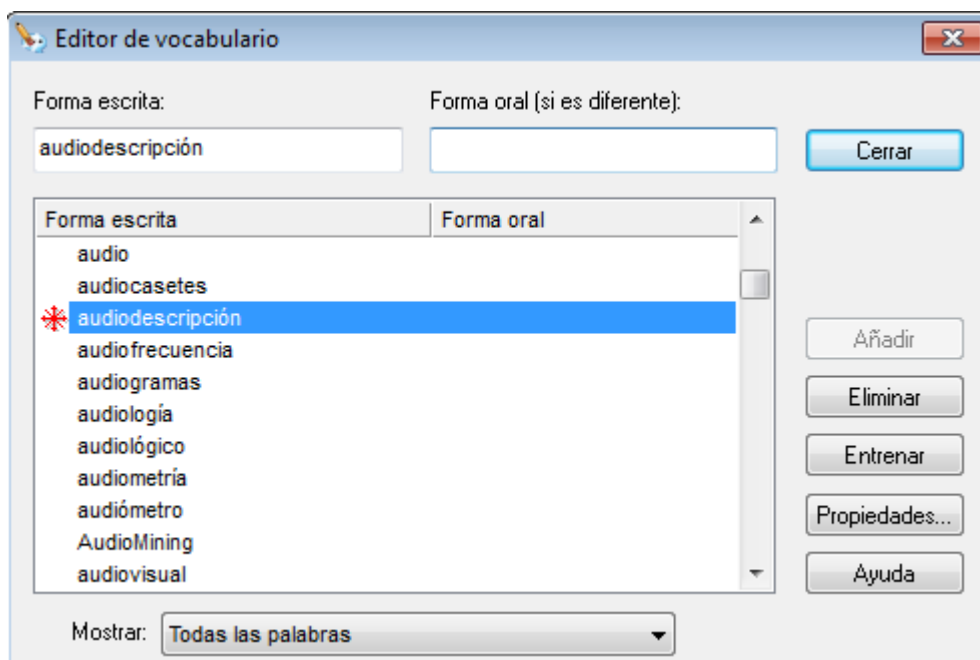 Editor de vocabulario
Forma escrita: Forma oral (si es diferente):
audiodescripción Cerrar
Forma escrita Forma oral
audio
audiocasetes
audiodescripción
audiofrecuencia
audiogramas
audiología
audiológico
audiometría
audiómetro
AudioMining
audiovisual
Añadir
Eliminar
Entrenar
Propiedades...
Ayuda
Mostrar: Todas las palabras